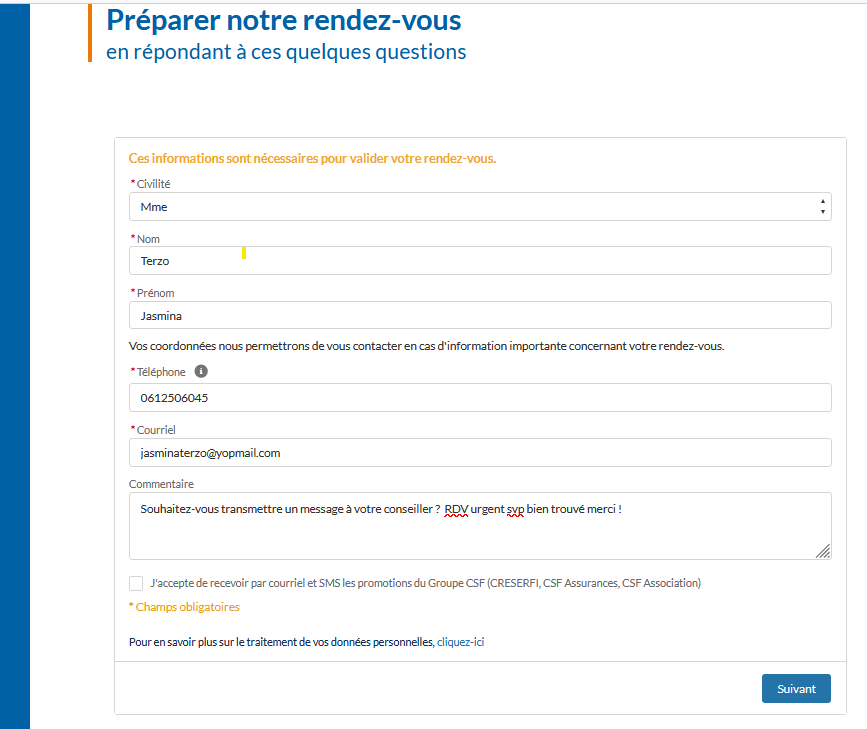 Préparer notre rendez-vous
en répondant à ces quelques questions
Ces informations sont nécessaires pour valider votre rendez-vous.
* Civilité
Mme
* Nom
Terzo
* Prénom
Jasmina
Vos coordonnées nous permettrons de vous contacter en cas d'information importante concernant votre rendez-vous.
* Téléphone i
0612506045
* Courriel
jasminaterzo@yopmail.com
Commentaire
Souhaitez-vous transmettre un message à votre conseiller ? RDV urgent svp bien trouvé merci !
J'accepte de recevoir par courriel et SMS les promotions du Groupe CSF (CRESERFI, CSF Assurances, CSF Association)
* Champs obligatoires
Pour en savoir plus sur le traitement de vos données personnelles, cliquez-ici
Suivant